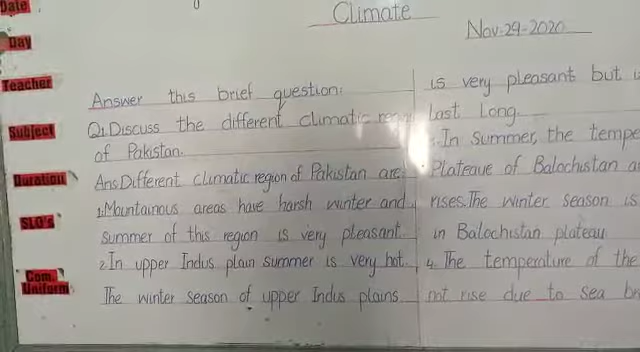 Date
Day
Teacher
Subject
Duration
SLO's
Com.
Uniform
Climate
Nov-29-2020
Answer this brief question:
Q1.Discuss the different climatic
of Pakistan.
Ans Different climatic region of Pakistan are:
1.Mountainous areas have harsh winter and
summer of this region is very pleasant.
2.In upper Indus plain summer is very hot.
The winter season of upper Indus plains
is very pleasant but
last long.
In Summer, the
Plateaue of Balochistan
rises.The winter season is
in Balochistan plateau
4. The temperature of the
not rise due to sea